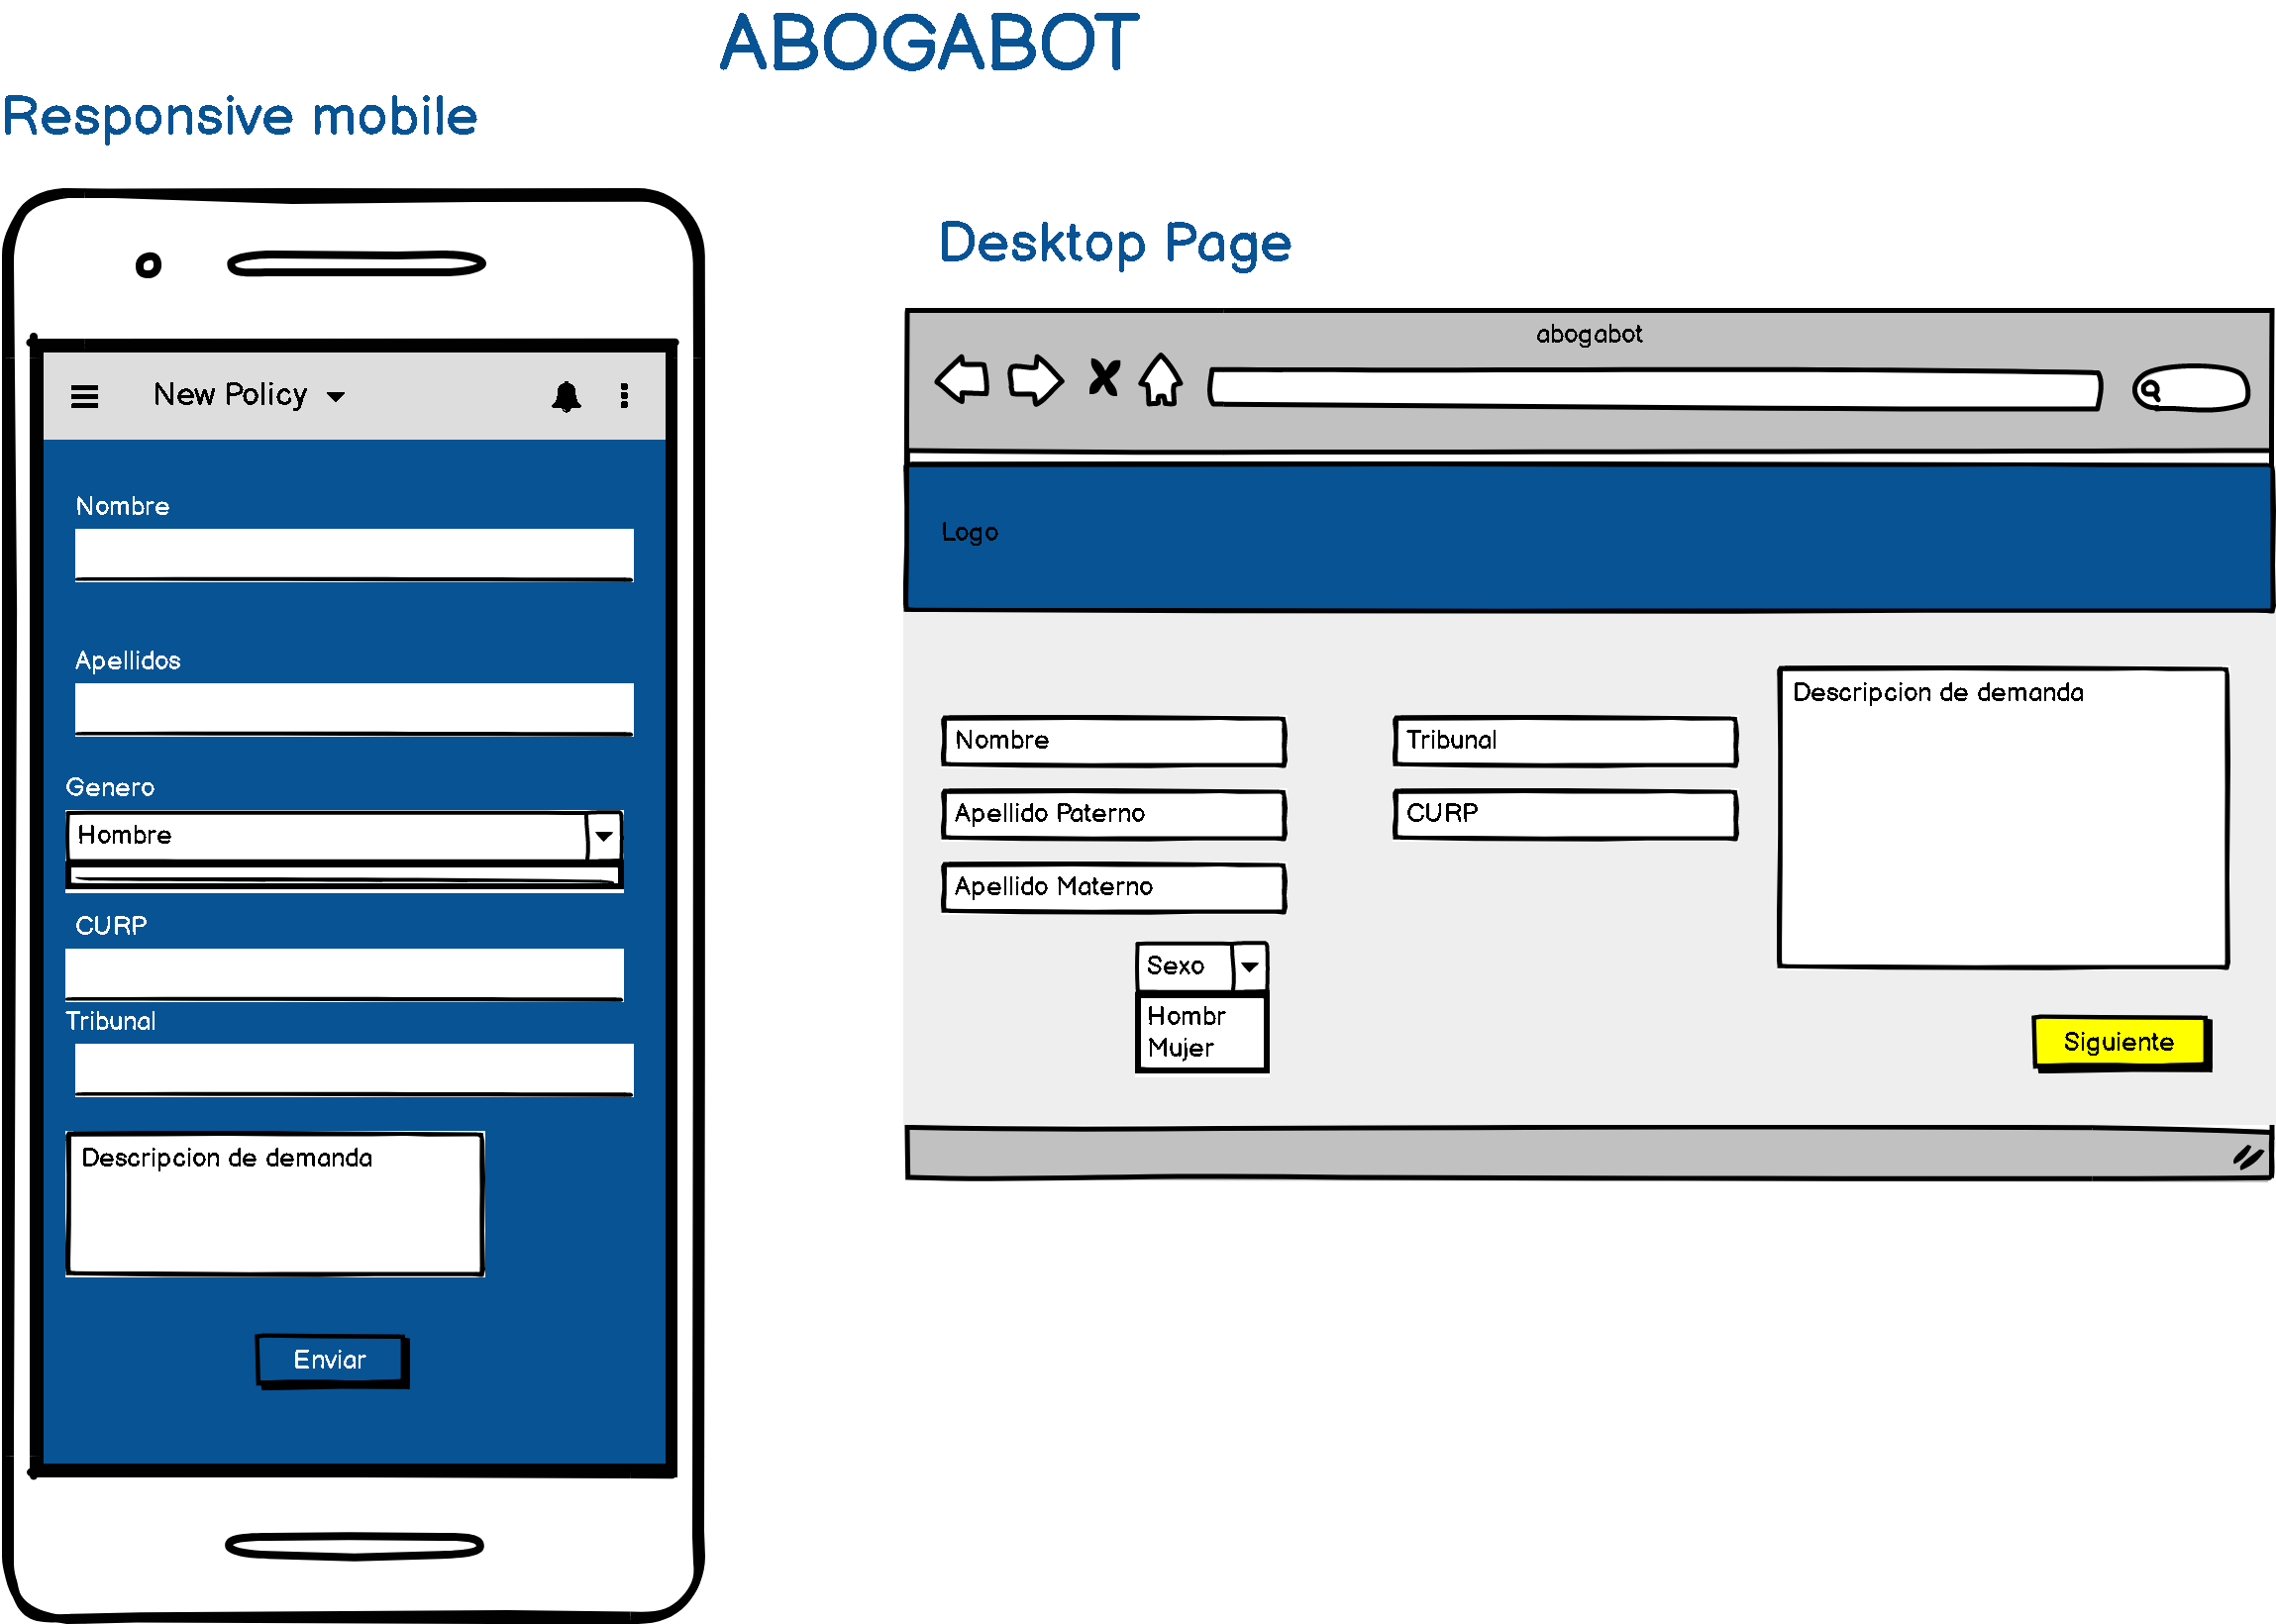 ABOGABOT
Responsive mobile
New Policy
Nombre
Apellidos
Genero
Hombre
CURP
Tribunal
Descripcion de demanda
Enviar
Desktop Page
abogabot
Logo
Nombre
Apellido Paterno
Apellido Materno
Sexo
Hombr
Mujer
Tribunal
CURP
Descripcion de demanda
Siguiente